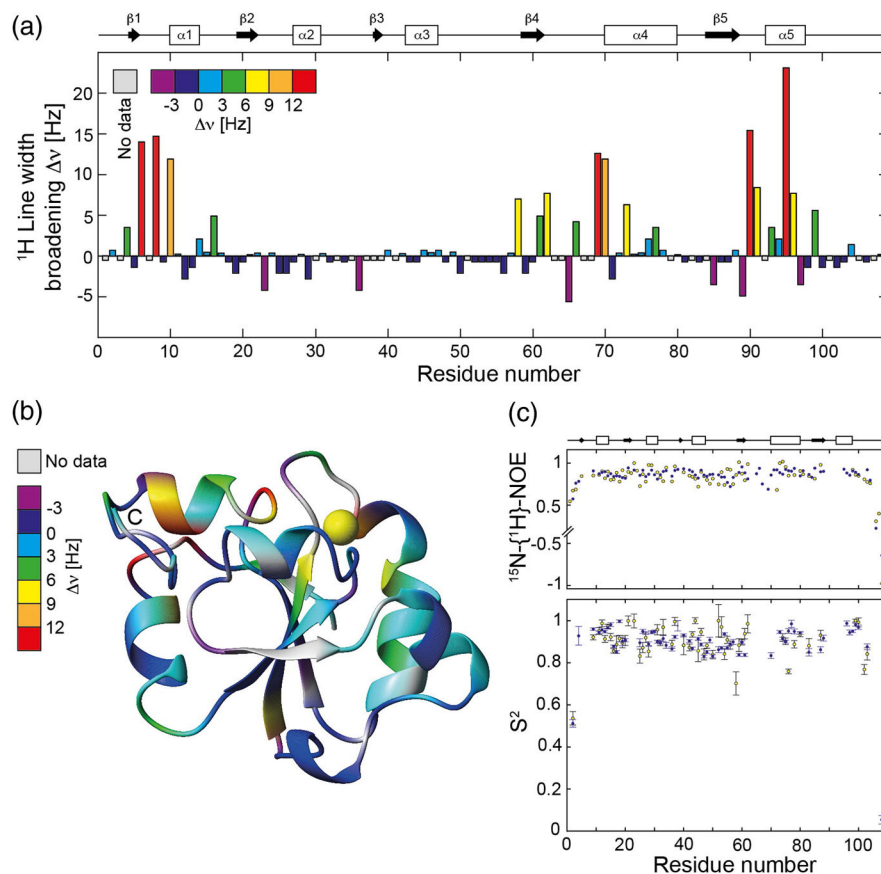 (a)
β1 α1 β2 α2 β3 α3 β4 α4 β5 α5
¹H Line width
broadening Δν [Hz]
20
15
10
5
0
-5
No data
-3 0 3 6 9 12
Δν [Hz]
0 10 20 30 40 50 60 70 80 90 100
Residue number
(b)
No data
-3
0
3
6
9
12
Δν [Hz]
C
(c)
¹⁵N-{¹H}-NOE
1
0.5
-0.5
-1
S²
1
0.8
0.6
0.4
0.2
0
0 20 40 60 80 100
Residue number